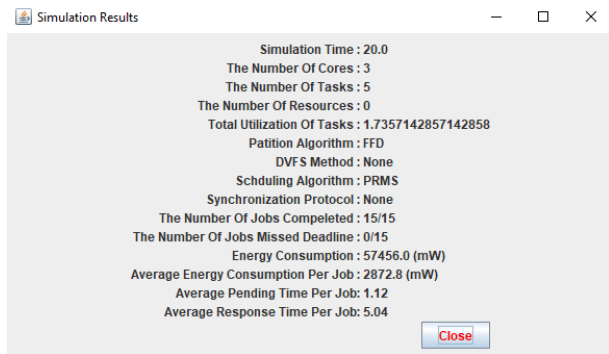 Simulation Results
Simulation Time : 20.0
The Number Of Cores : 3
The Number Of Tasks : 5
The Number Of Resources : 0
Total Utilization Of Tasks : 1.7357142857142858
Patition Algorithm : FFD
DVFS Method : None
Schduling Algorithm : PRMS
Synchronization Protocol : None
The Number Of Jobs Compeleted : 15/15
The Number Of Jobs Missed Deadline : 0/15
Energy Consumption : 57456.0 (mW)
Average Energy Consumption Per Job : 2872.8 (mW)
Average Pending Time Per Job: 1.12
Average Response Time Per Job: 5.04
Close